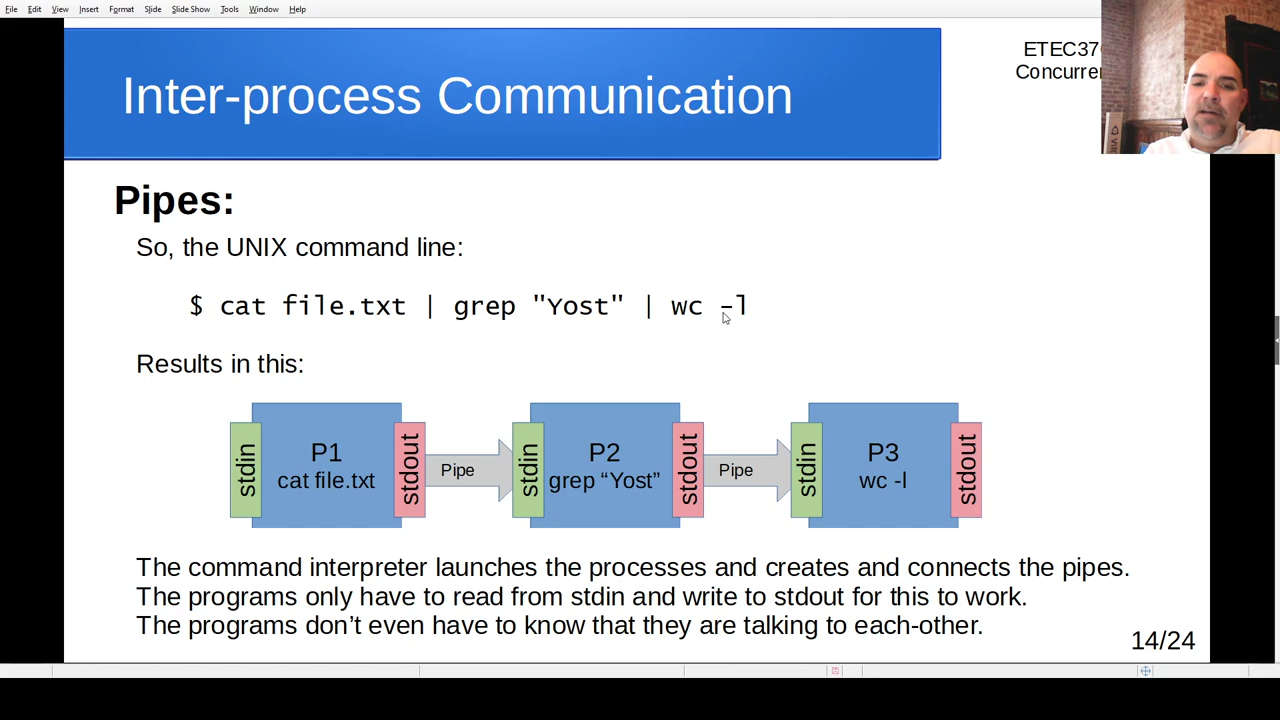 File Edit View Insert Format Slide Slide Show Tools Window Help
Inter-process Communication
ETEC37
Concurre
Pipes:
So, the UNIX command line:
$ cat file.txt | grep "Yost" | wc -l
Results in this:
stdin
P1
cat file.txt
stdout
Pipe
stdin
P2
grep “Yost”
stdout
Pipe
stdin
P3
wc -l
stdout
The command interpreter launches the processes and creates and connects the pipes.
The programs only have to read from stdin and write to stdout for this to work.
The programs don’t even have to know that they are talking to each-other.
14/24